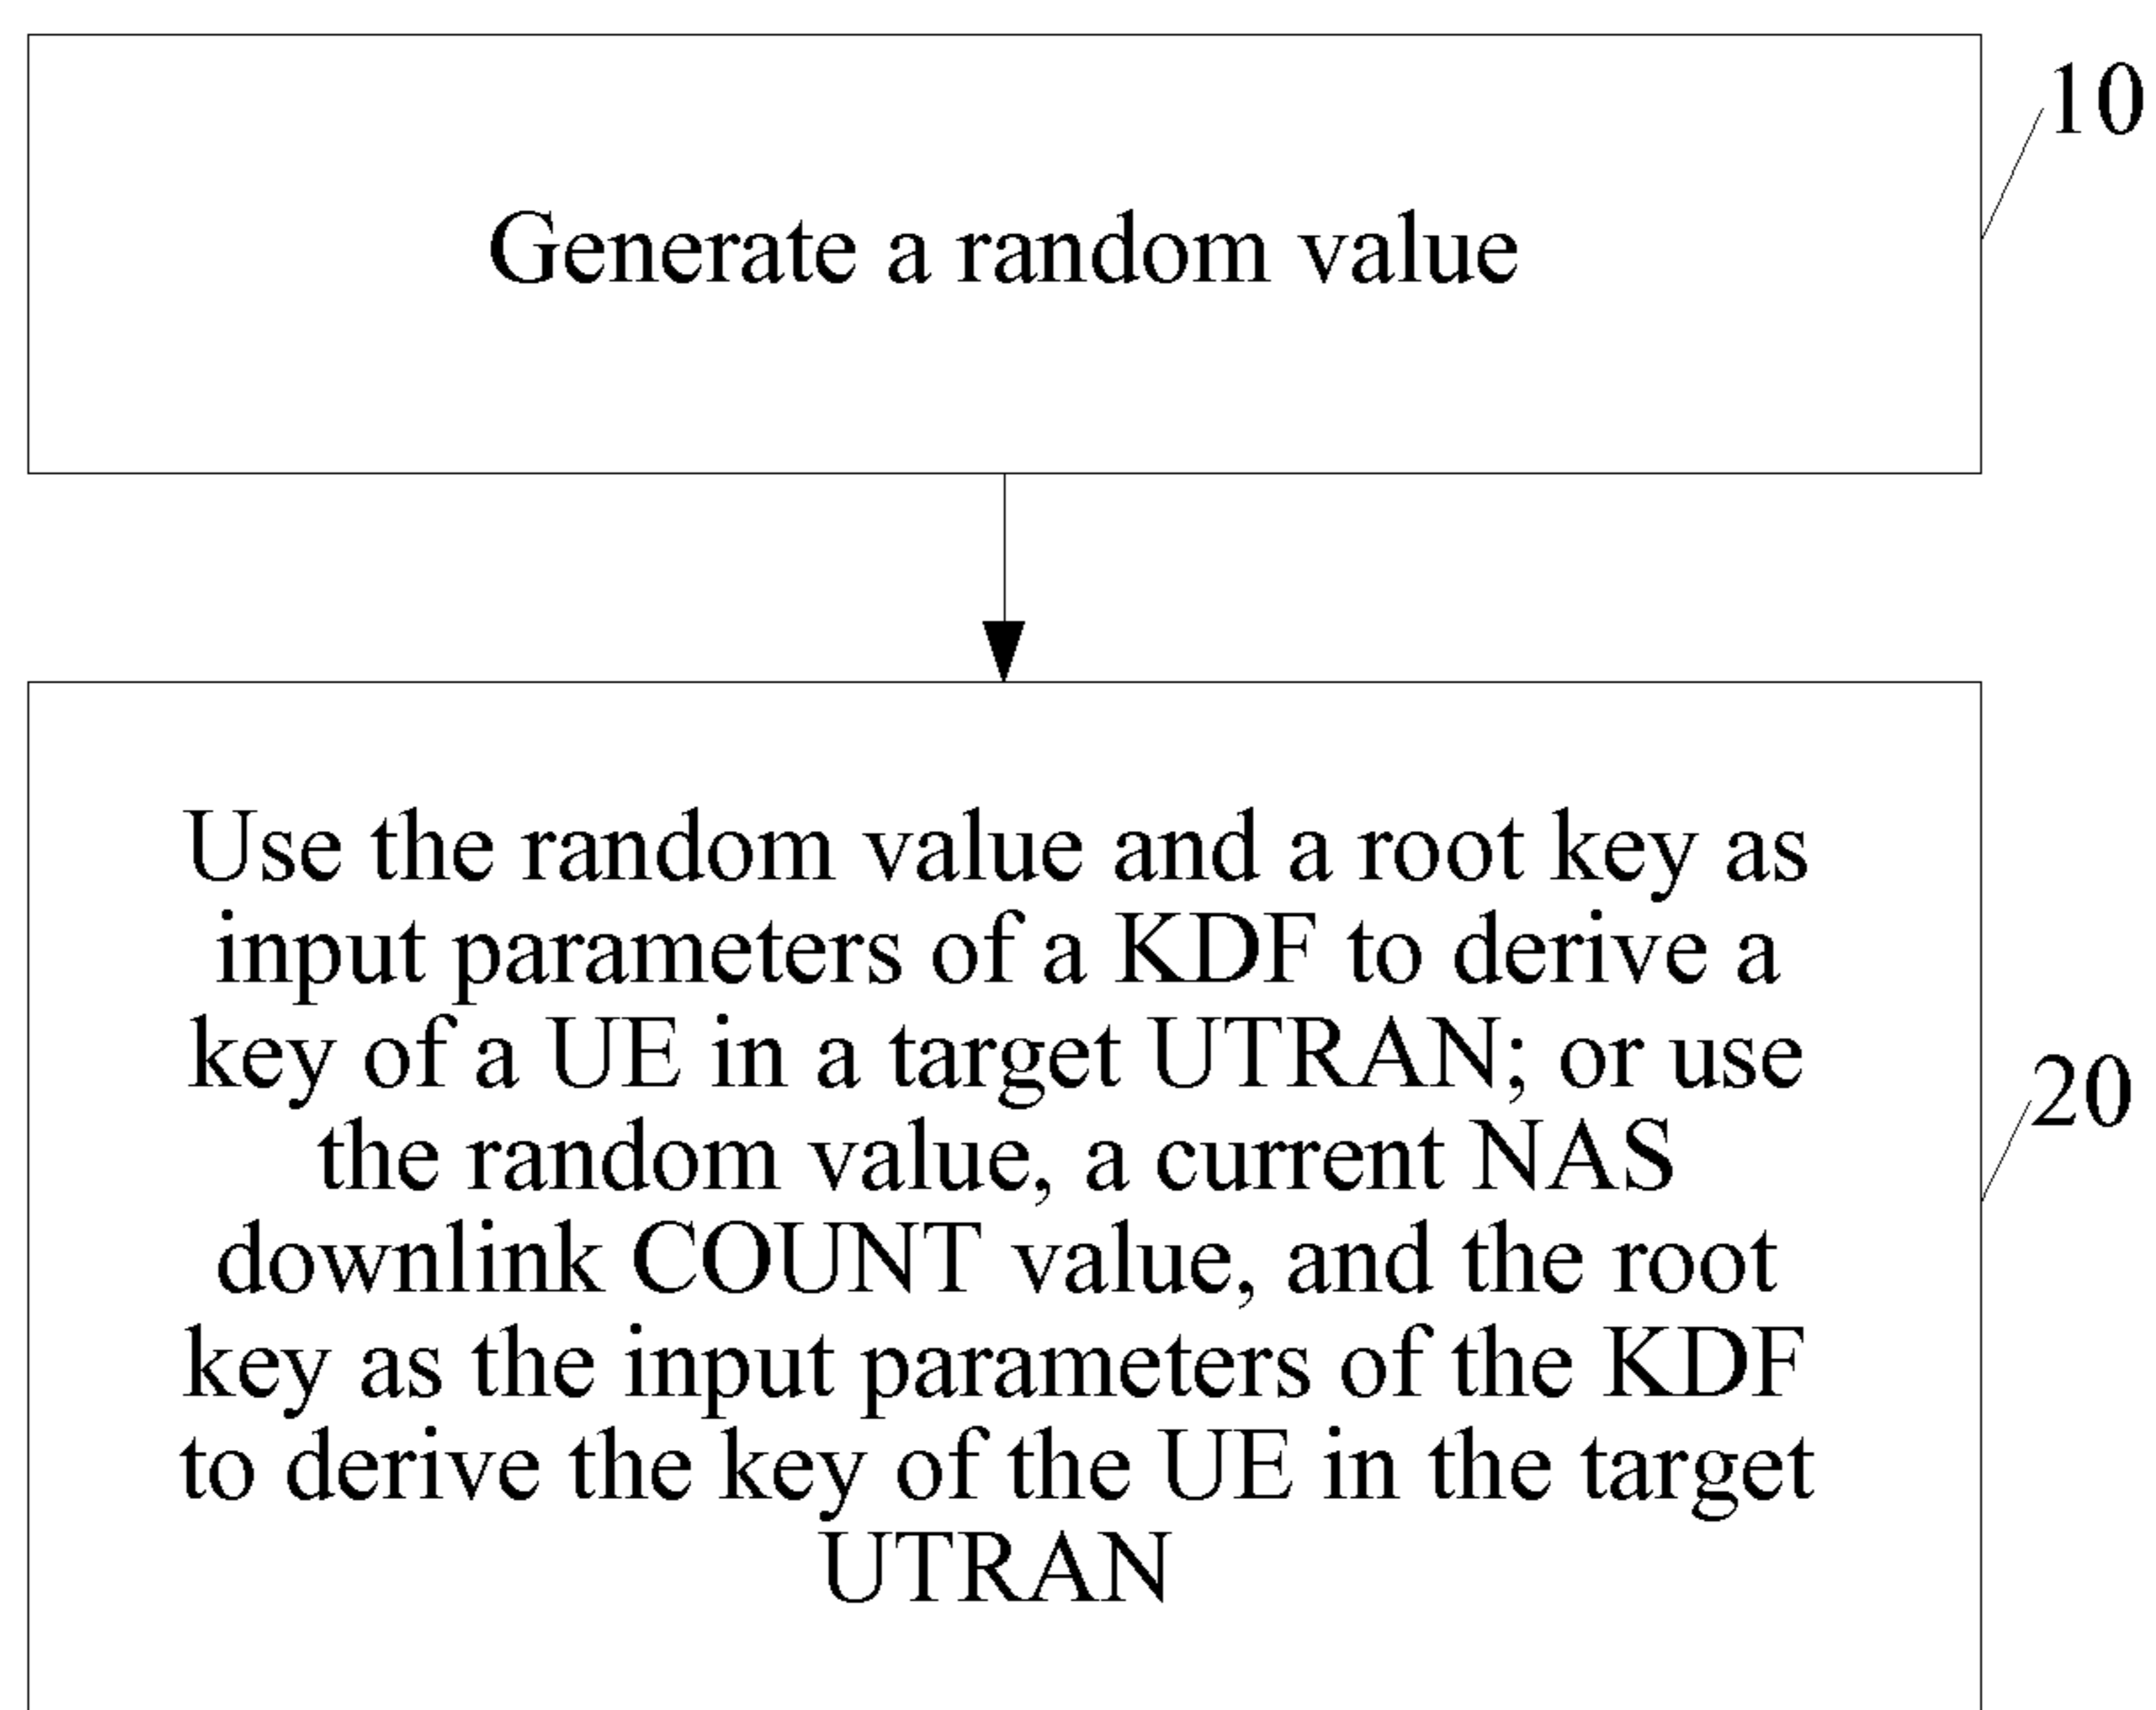 10
Generate a random value
Use the random value and a root key as
input parameters of a KDF to derive a
key of a UE in a target UTRAN; or use
the random value, a current NAS
downlink COUNT value, and the root
key as the input parameters of the KDF
to derive the key of the UE in the target
UTRAN
20